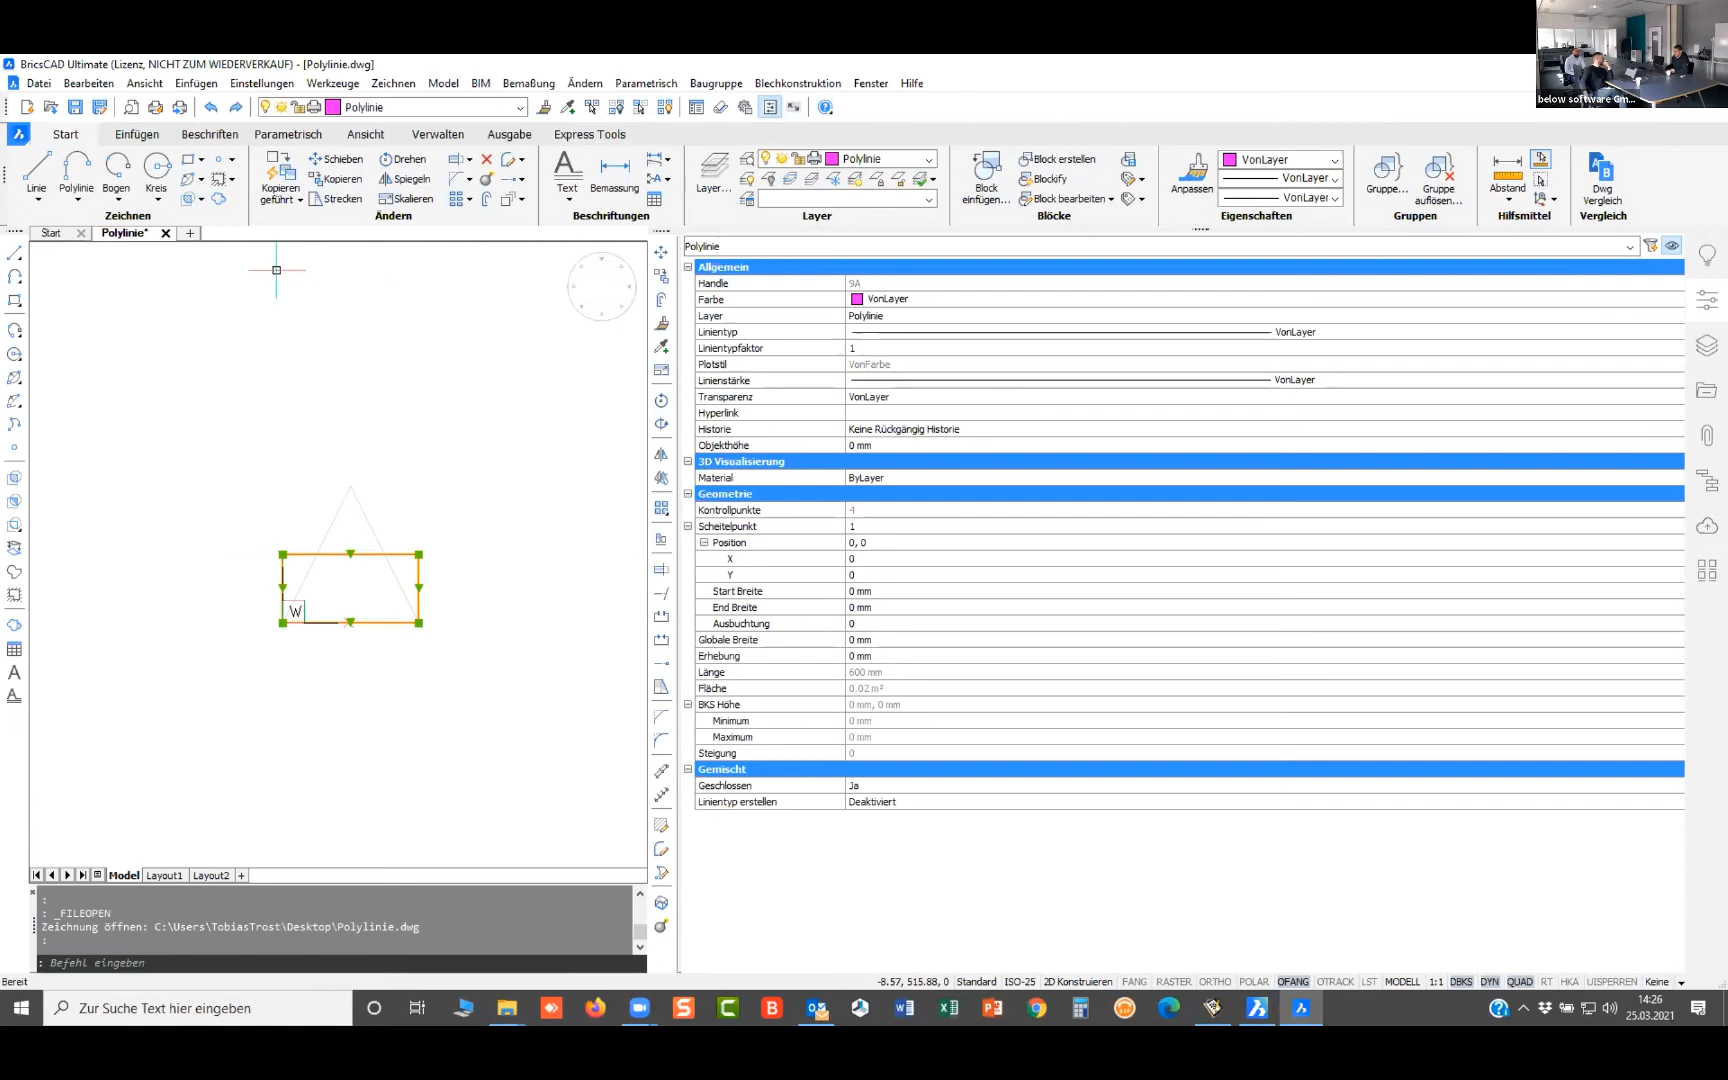 BricsCAD Ultimate (Lizenz, NICHT ZUM WIEDERVERKAUF) - [Polylinie.dwg]
below software Gm...
Datei Bearbeiten Ansicht Einfügen Einstellungen Werkzeuge Zeichnen Model BIM Bemaßung Ändern Parametrisch Baugruppe Blechkonstruktion Fenster Hilfe
Polylinie
Start Einfügen Beschriften Parametrisch Ansicht Verwalten Ausgabe Express Tools
Linie Polylinie Bogen Kreis
Zeichnen
Kopieren geführt
Schieben Drehen
Kopieren Spiegeln
Strecken Skalieren
Ändern
Text Bemassung
Beschriftungen
Layer...
Polylinie
Layer
Block einfügen...
Block erstellen
Blockify
Block bearbeiten
Blöcke
Anpassen
VonLayer
VonLayer
VonLayer
Eigenschaften
Gruppe... Gruppe auflösen...
Gruppen
Abstand
Hilfsmittel
Dwg Vergleich
Vergleich
Start Polylinie*
W
Polylinie
Allgemein
Handle 9A
Farbe VonLayer
Layer Polylinie
Linientyp VonLayer
Linientypfaktor 1
Plotstil VonFarbe
Linienstärke VonLayer
Transparenz VonLayer
Hyperlink
Historie Keine Rückgängig Historie
Objekthöhe 0 mm
3D Visualisierung
Material ByLayer
Geometrie
Kontrollpunkte 4
Scheitelpunkt 1
Position 0, 0
X 0
Y 0
Start Breite 0 mm
End Breite 0 mm
Ausbuchtung 0
Globale Breite 0 mm
Erhebung 0 mm
Länge 600 mm
Fläche 0.02 m²
BKS Höhe 0 mm, 0 mm
Minimum 0 mm
Maximum 0 mm
Steigung 0
Gemischt
Geschlossen Ja
Linientyp erstellen Deaktiviert
Model Layout1 Layout2 +
:
: _FILEOPEN
Zeichnung öffnen: C:\Users\TobiasTrost\Desktop\Polylinie.dwg
:
: Befehl eingeben
Bereit -8.57, 515.88, 0 Standard ISO-25 2D Konstruieren FANG RASTER ORTHO POLAR OFANG OTRACK LST MODELL 1:1 DBKS DYN QUAD RT HKA UISPERREN Keine
Zur Suche Text hier eingeben
14:26
25.03.2021